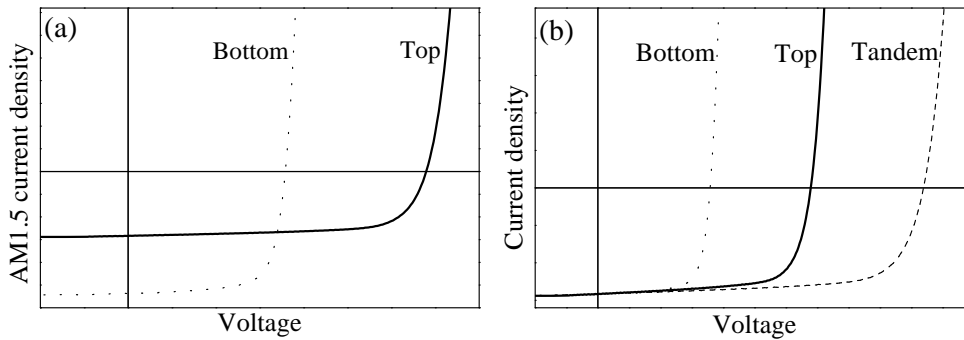 (a)
Bottom
Top
AM1.5 current density
Voltage
(b)
Bottom
Top
Tandem
Current density
Voltage